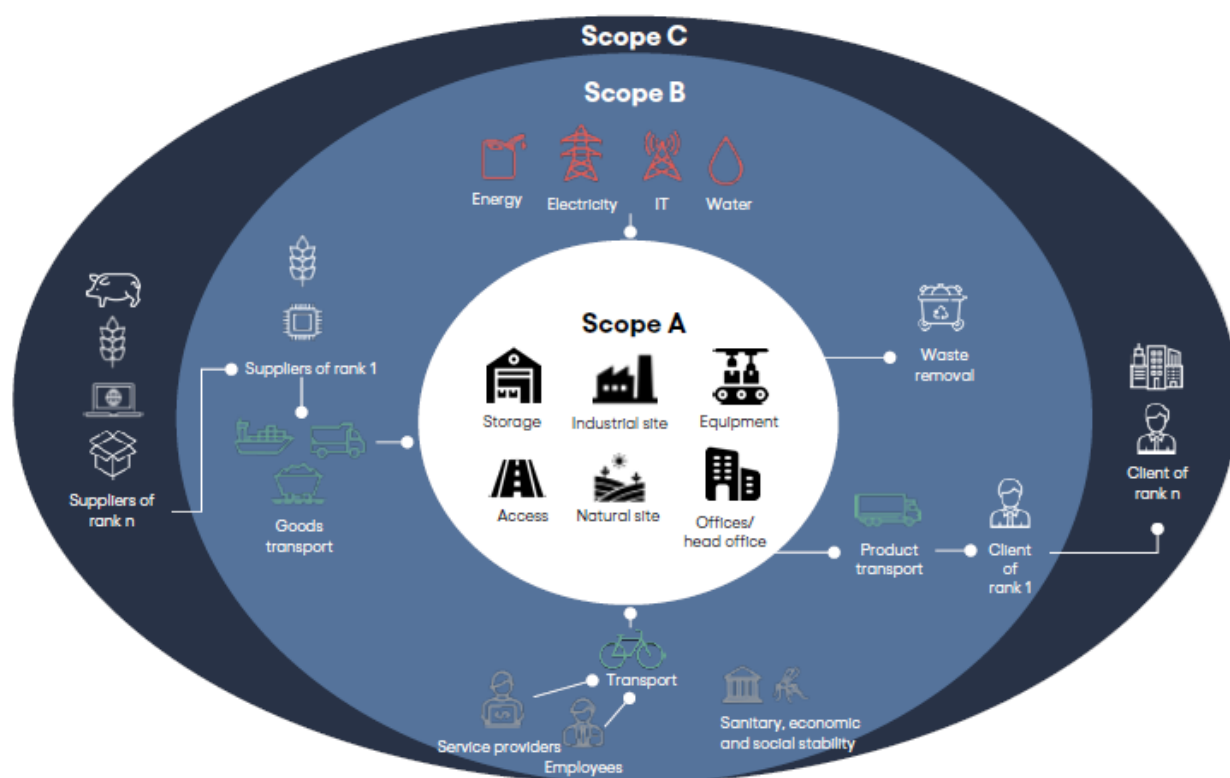 Scope C
Scope B
Energy
Electricity
IT
Water
Scope A
Storage
Industrial site
Equipment
Access
Natural site
Offices/
head office
Suppliers of rank 1
Goods
transport
Suppliers of
rank n
Waste
removal
Product
transport
Client
of
rank 1
Client of
rank n
Transport
Service providers
Employees
Sanitary, economic
and social stability